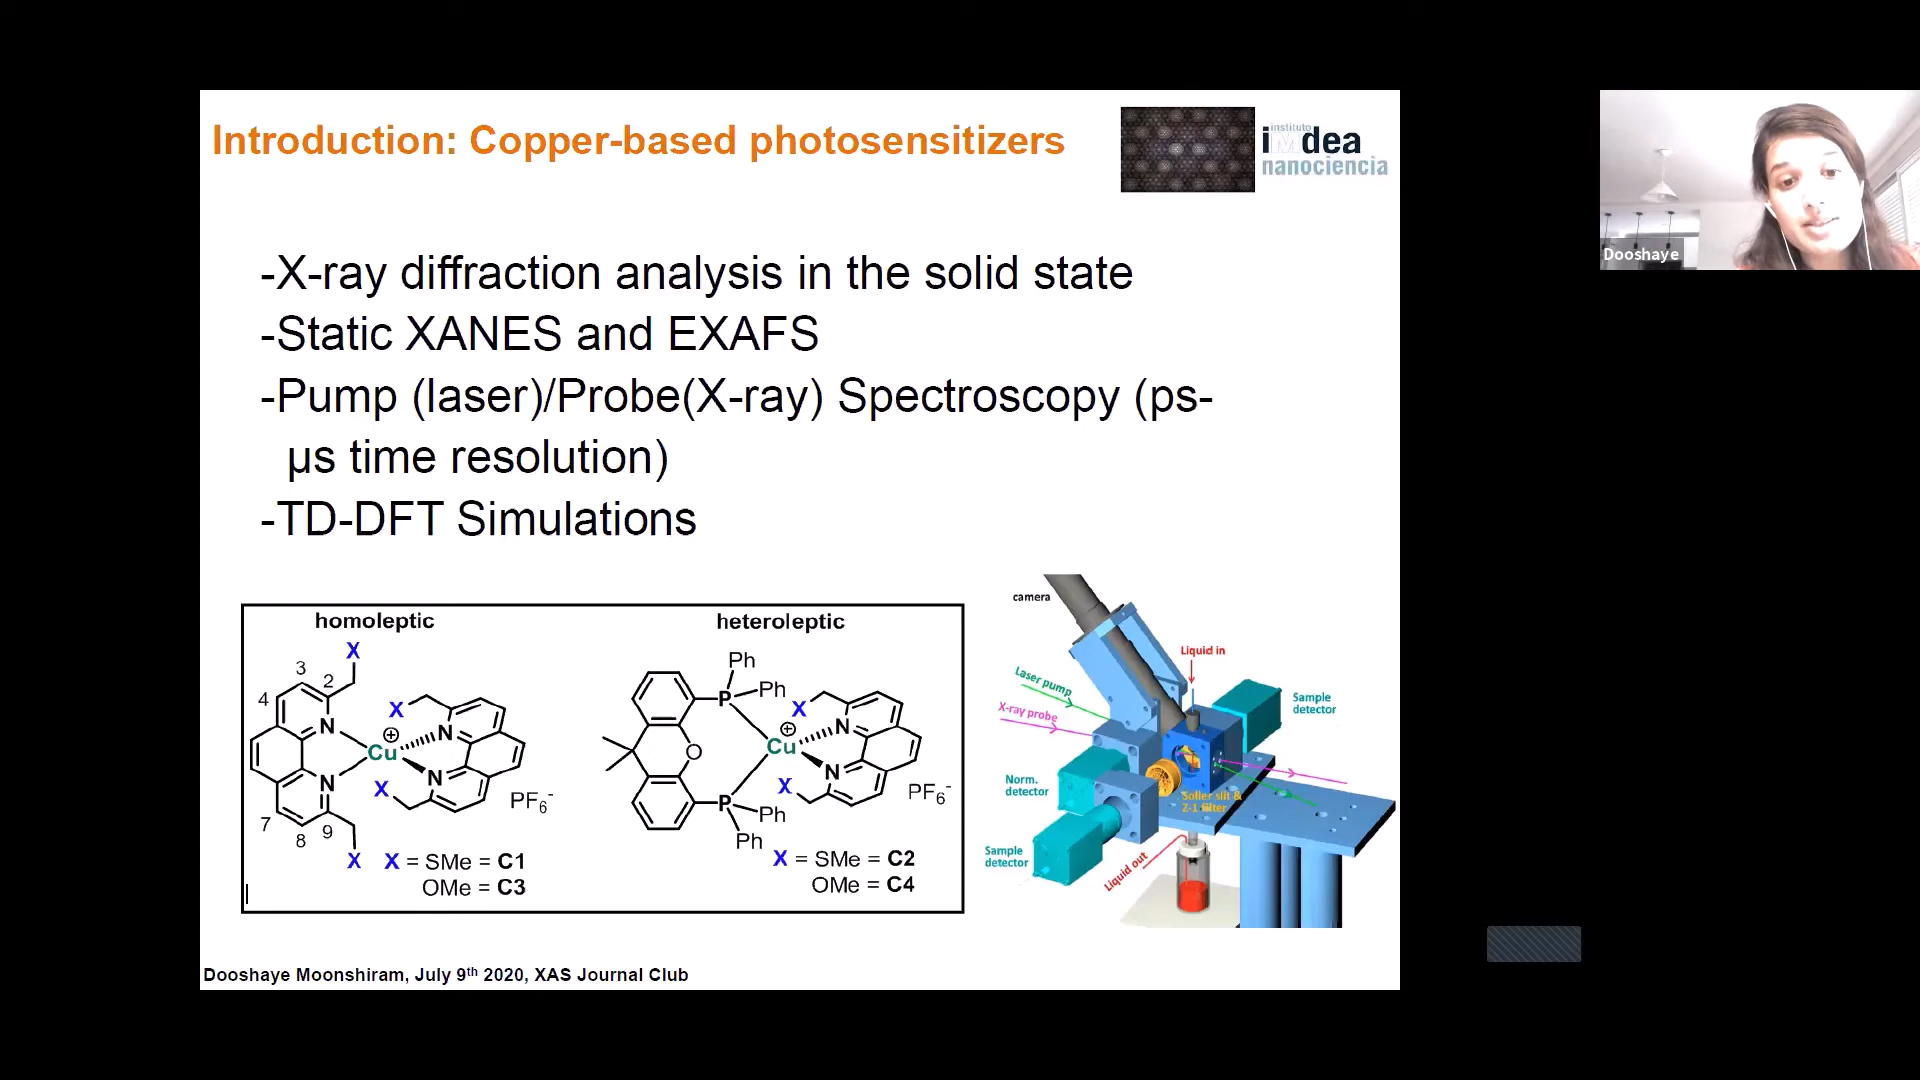 Introduction: Copper-based photosensitizers
instituto
iMdea
nanociencia
-X-ray diffraction analysis in the solid state
-Static XANES and EXAFS
-Pump (laser)/Probe(X-ray) Spectroscopy (ps-
µs time resolution)
-TD-DFT Simulations
homoleptic
X
3
2
4
N
X
N
⊕
Cu
N
N
X
7
8
9
X
PF6-
X = SMe = C1
OMe = C3
heteroleptic
Ph
P
Ph
X
N
⊕
O
Cu
N
X
P
Ph
Ph
PF6-
X = SMe = C2
OMe = C4
camera
Liquid in
Laser pump
X-ray probe
Sample
detector
Norm.
detector
Soller slit &
Z-1 filter
Sample
detector
Liquid out
Dooshaye Moonshiram, July 9th 2020, XAS Journal Club
Dooshaye